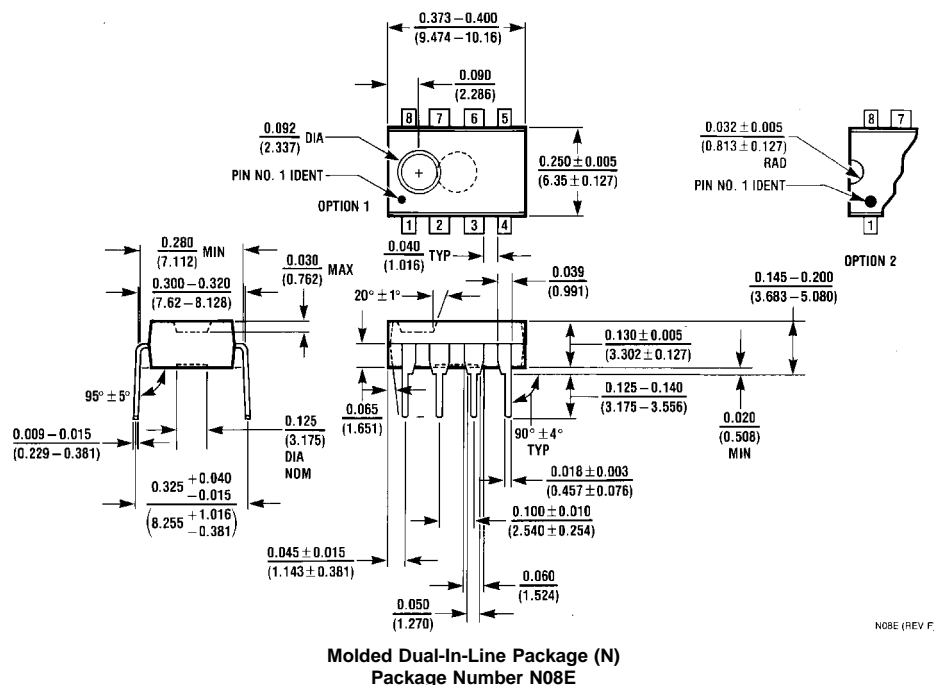 0.373 – 0.400
(9.474 – 10.16)
0.090
(2.286)
8 7 6 5
0.092 DIA
(2.337)
+
PIN NO. 1 IDENT
OPTION 1
1 2 3 4
0.250 ± 0.005
(6.35 ± 0.127)
8 7
0.032 ± 0.005
(0.813 ± 0.127)
RAD
PIN NO. 1 IDENT
1
OPTION 2
0.280 MIN
(7.112)
0.300 – 0.320
(7.62 – 8.128)
0.030 MAX
(0.762)
0.040 TYP
(1.016)
0.039
(0.991)
20° ± 1°
0.145 – 0.200
(3.683 – 5.080)
0.130 ± 0.005
(3.302 ± 0.127)
0.125 – 0.140
(3.175 – 3.556)
0.020
(0.508)
MIN
95° ± 5°
0.009 – 0.015
(0.229 – 0.381)
0.125
(3.175)
DIA
NOM
0.065
(1.651)
90° ± 4°
TYP
0.018 ± 0.003
(0.457 ± 0.076)
0.325 +0.040
−0.015
(8.255 +1.016
−0.381)
0.100 ± 0.010
(2.540 ± 0.254)
0.045 ± 0.015
(1.143 ± 0.381)
0.060
(1.524)
0.050
(1.270)
N08E (REV F)
Molded Dual-In-Line Package (N)
Package Number N08E